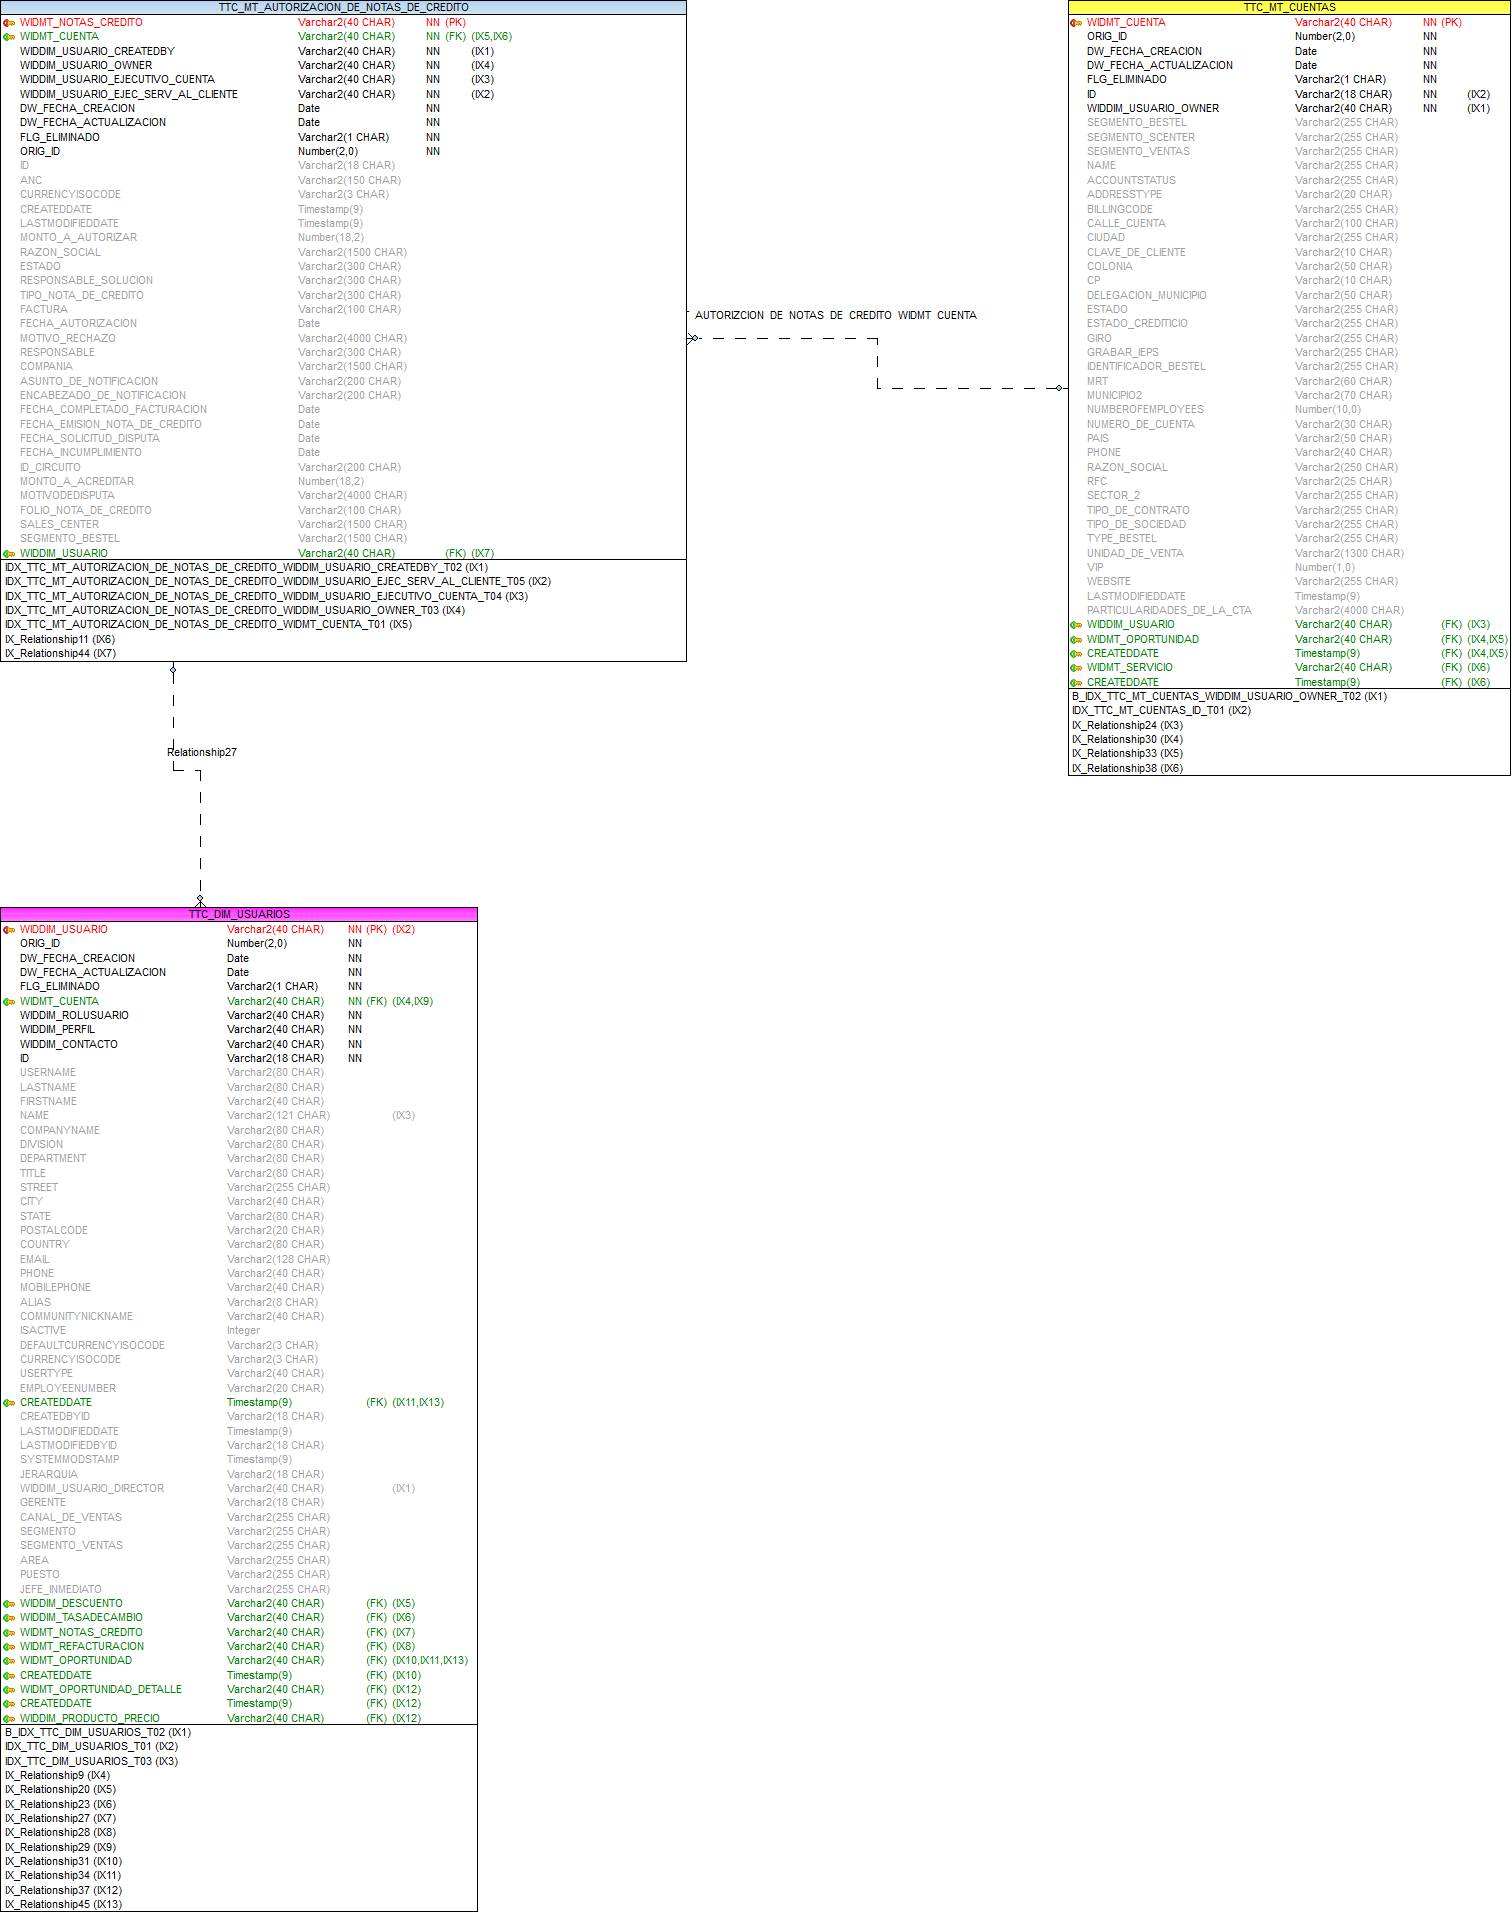 TTC_MT_AUTORIZACION_DE_NOTAS_DE_CREDITO
WIDMT_NOTAS_CREDITO Varchar2(40 CHAR) NN (PK)
WIDMT_CUENTA Varchar2(40 CHAR) NN (FK) (IX5,IX6)
WIDDIM_USUARIO_CREATEDBY Varchar2(40 CHAR) NN (IX1)
WIDDIM_USUARIO_OWNER Varchar2(40 CHAR) NN (IX4)
WIDDIM_USUARIO_EJECUTIVO_CUENTA Varchar2(40 CHAR) NN (IX3)
WIDDIM_USUARIO_EJEC_SERV_AL_CLIENTE Varchar2(40 CHAR) NN (IX2)
DW_FECHA_CREACION Date NN
DW_FECHA_ACTUALIZACION Date NN
FLG_ELIMINADO Varchar2(1 CHAR) NN
ORIG_ID Number(2,0) NN
ID Varchar2(18 CHAR)
ANC Varchar2(150 CHAR)
CURRENCYISOCODE Varchar2(3 CHAR)
CREATEDDATE Timestamp(9)
LASTMODIFIEDDATE Timestamp(9)
MONTO_A_AUTORIZAR Number(18,2)
RAZON_SOCIAL Varchar2(1500 CHAR)
ESTADO Varchar2(300 CHAR)
RESPONSABLE_SOLUCION Varchar2(300 CHAR)
TIPO_NOTA_DE_CREDITO Varchar2(300 CHAR)
FACTURA Varchar2(100 CHAR)
FECHA_AUTORIZACION Date
MOTIVO_RECHAZO Varchar2(4000 CHAR)
RESPONSABLE Varchar2(300 CHAR)
COMPANIA Varchar2(1500 CHAR)
ASUNTO_DE_NOTIFICACION Varchar2(200 CHAR)
ENCABEZADO_DE_NOTIFICACION Varchar2(200 CHAR)
FECHA_COMPLETADO_FACTURACION Date
FECHA_EMISION_NOTA_DE_CREDITO Date
FECHA_SOLICITUD_DISPUTA Date
FECHA_INCUMPLIMIENTO Date
ID_CIRCUITO Varchar2(200 CHAR)
MONTO_A_ACREDITAR Number(18,2)
MOTIVODEDISPUTA Varchar2(4000 CHAR)
FOLIO_NOTA_DE_CREDITO Varchar2(100 CHAR)
SALES_CENTER Varchar2(1500 CHAR)
SEGMENTO_BESTEL Varchar2(1500 CHAR)
WIDDIM_USUARIO Varchar2(40 CHAR) (FK) (IX7)
IDX_TTC_MT_AUTORIZACION_DE_NOTAS_DE_CREDITO_WIDDIM_USUARIO_CREATEDBY_T02 (IX1)
IDX_TTC_MT_AUTORIZACION_DE_NOTAS_DE_CREDITO_WIDDIM_USUARIO_EJEC_SERV_AL_CLIENTE_T05 (IX2)
IDX_TTC_MT_AUTORIZACION_DE_NOTAS_DE_CREDITO_WIDDIM_USUARIO_EJECUTIVO_CUENTA_T04 (IX3)
IDX_TTC_MT_AUTORIZACION_DE_NOTAS_DE_CREDITO_WIDDIM_USUARIO_OWNER_T03 (IX4)
IDX_TTC_MT_AUTORIZACION_DE_NOTAS_DE_CREDITO_WIDMT_CUENTA_T01 (IX5)
IX_Relationship11 (IX6)
IX_Relationship44 (IX7)
AUTORIZCION_DE_NOTAS_DE_CREDITO_WIDMT_CUENTA
TTC_MT_CUENTAS
WIDMT_CUENTA Varchar2(40 CHAR) NN (PK)
ORIG_ID Number(2,0) NN
DW_FECHA_CREACION Date NN
DW_FECHA_ACTUALIZACION Date NN
FLG_ELIMINADO Varchar2(1 CHAR) NN
ID Varchar2(18 CHAR) NN (IX2)
WIDDIM_USUARIO_OWNER Varchar2(40 CHAR) NN (IX1)
SEGMENTO_BESTEL Varchar2(255 CHAR)
SEGMENTO_SCENTER Varchar2(255 CHAR)
SEGMENTO_VENTAS Varchar2(255 CHAR)
NAME Varchar2(255 CHAR)
ACCOUNTSTATUS Varchar2(255 CHAR)
ADDRESSTYPE Varchar2(20 CHAR)
BILLINGCODE Varchar2(255 CHAR)
CALLE_CUENTA Varchar2(100 CHAR)
CIUDAD Varchar2(255 CHAR)
CLAVE_DE_CLIENTE Varchar2(10 CHAR)
COLONIA Varchar2(50 CHAR)
CP Varchar2(10 CHAR)
DELEGACION_MUNICIPIO Varchar2(50 CHAR)
ESTADO Varchar2(255 CHAR)
ESTADO_CREDITICIO Varchar2(255 CHAR)
GIRO Varchar2(255 CHAR)
GRABAR_IEPS Varchar2(255 CHAR)
IDENTIFICADOR_BESTEL Varchar2(255 CHAR)
MRT Varchar2(60 CHAR)
MUNICIPIO2 Varchar2(70 CHAR)
NUMBEROFEMPLOYEES Number(10,0)
NUMERO_DE_CUENTA Varchar2(30 CHAR)
PAIS Varchar2(50 CHAR)
PHONE Varchar2(40 CHAR)
RAZON_SOCIAL Varchar2(250 CHAR)
RFC Varchar2(25 CHAR)
SECTOR_2 Varchar2(255 CHAR)
TIPO_DE_CONTRATO Varchar2(255 CHAR)
TIPO_DE_SOCIEDAD Varchar2(255 CHAR)
TYPE_BESTEL Varchar2(255 CHAR)
UNIDAD_DE_VENTA Varchar2(1300 CHAR)
VIP Number(1,0)
WEBSITE Varchar2(255 CHAR)
LASTMODIFIEDDATE Timestamp(9)
PARTICULARIDADES_DE_LA_CTA Varchar2(4000 CHAR)
WIDDIM_USUARIO Varchar2(40 CHAR) (FK) (IX3)
WIDMT_OPORTUNIDAD Varchar2(40 CHAR) (FK) (IX4,IX5)
CREATEDDATE Timestamp(9) (FK) (IX4,IX5)
WIDMT_SERVICIO Varchar2(40 CHAR) (FK) (IX6)
CREATEDDATE Timestamp(9) (FK) (IX6)
B_IDX_TTC_MT_CUENTAS_WIDDIM_USUARIO_OWNER_T02 (IX1)
IDX_TTC_MT_CUENTAS_ID_T01 (IX2)
IX_Relationship24 (IX3)
IX_Relationship30 (IX4)
IX_Relationship33 (IX5)
IX_Relationship38 (IX6)
Relationship27
TTC_DIM_USUARIOS
WIDDIM_USUARIO Varchar2(40 CHAR) NN (PK) (IX2)
ORIG_ID Number(2,0) NN
DW_FECHA_CREACION Date NN
DW_FECHA_ACTUALIZACION Date NN
FLG_ELIMINADO Varchar2(1 CHAR) NN
WIDMT_CUENTA Varchar2(40 CHAR) NN (FK) (IX4,IX9)
WIDDIM_ROLUSUARIO Varchar2(40 CHAR) NN
WIDDIM_PERFIL Varchar2(40 CHAR) NN
WIDDIM_CONTACTO Varchar2(40 CHAR) NN
ID Varchar2(18 CHAR) NN
USERNAME Varchar2(80 CHAR)
LASTNAME Varchar2(80 CHAR)
FIRSTNAME Varchar2(40 CHAR)
NAME Varchar2(121 CHAR) (IX3)
COMPANYNAME Varchar2(80 CHAR)
DIVISION Varchar2(80 CHAR)
DEPARTMENT Varchar2(80 CHAR)
TITLE Varchar2(80 CHAR)
STREET Varchar2(255 CHAR)
CITY Varchar2(40 CHAR)
STATE Varchar2(80 CHAR)
POSTALCODE Varchar2(20 CHAR)
COUNTRY Varchar2(80 CHAR)
EMAIL Varchar2(128 CHAR)
PHONE Varchar2(40 CHAR)
MOBILEPHONE Varchar2(40 CHAR)
ALIAS Varchar2(8 CHAR)
COMMUNITYNICKNAME Varchar2(40 CHAR)
ISACTIVE Integer
DEFAULTCURRENCYISOCODE Varchar2(3 CHAR)
CURRENCYISOCODE Varchar2(3 CHAR)
USERTYPE Varchar2(40 CHAR)
EMPLOYEENUMBER Varchar2(20 CHAR)
CREATEDDATE Timestamp(9) (FK) (IX11,IX13)
CREATEDBYID Varchar2(18 CHAR)
LASTMODIFIEDDATE Timestamp(9)
LASTMODIFIEDBYID Varchar2(18 CHAR)
SYSTEMMODSTAMP Timestamp(9)
JERARQUIA Varchar2(18 CHAR)
WIDDIM_USUARIO_DIRECTOR Varchar2(40 CHAR) (IX1)
GERENTE Varchar2(18 CHAR)
CANAL_DE_VENTAS Varchar2(255 CHAR)
SEGMENTO Varchar2(255 CHAR)
SEGMENTO_VENTAS Varchar2(255 CHAR)
AREA Varchar2(255 CHAR)
PUESTO Varchar2(255 CHAR)
JEFE_INMEDIATO Varchar2(255 CHAR)
WIDDIM_DESCUENTO Varchar2(40 CHAR) (FK) (IX5)
WIDDIM_TASADECAMBIO Varchar2(40 CHAR) (FK) (IX6)
WIDMT_NOTAS_CREDITO Varchar2(40 CHAR) (FK) (IX7)
WIDMT_REFACTURACION Varchar2(40 CHAR) (FK) (IX8)
WIDMT_OPORTUNIDAD Varchar2(40 CHAR) (FK) (IX10,IX11,IX13)
CREATEDDATE Timestamp(9) (FK) (IX10)
WIDMT_OPORTUNIDAD_DETALLE Varchar2(40 CHAR) (FK) (IX12)
CREATEDDATE Timestamp(9) (FK) (IX12)
WIDDIM_PRODUCTO_PRECIO Varchar2(40 CHAR) (FK) (IX12)
B_IDX_TTC_DIM_USUARIOS_T02 (IX1)
IDX_TTC_DIM_USUARIOS_T01 (IX2)
IDX_TTC_DIM_USUARIOS_T03 (IX3)
IX_Relationship9 (IX4)
IX_Relationship20 (IX5)
IX_Relationship23 (IX6)
IX_Relationship27 (IX7)
IX_Relationship28 (IX8)
IX_Relationship29 (IX9)
IX_Relationship31 (IX10)
IX_Relationship34 (IX11)
IX_Relationship37 (IX12)
IX_Relationship45 (IX13)